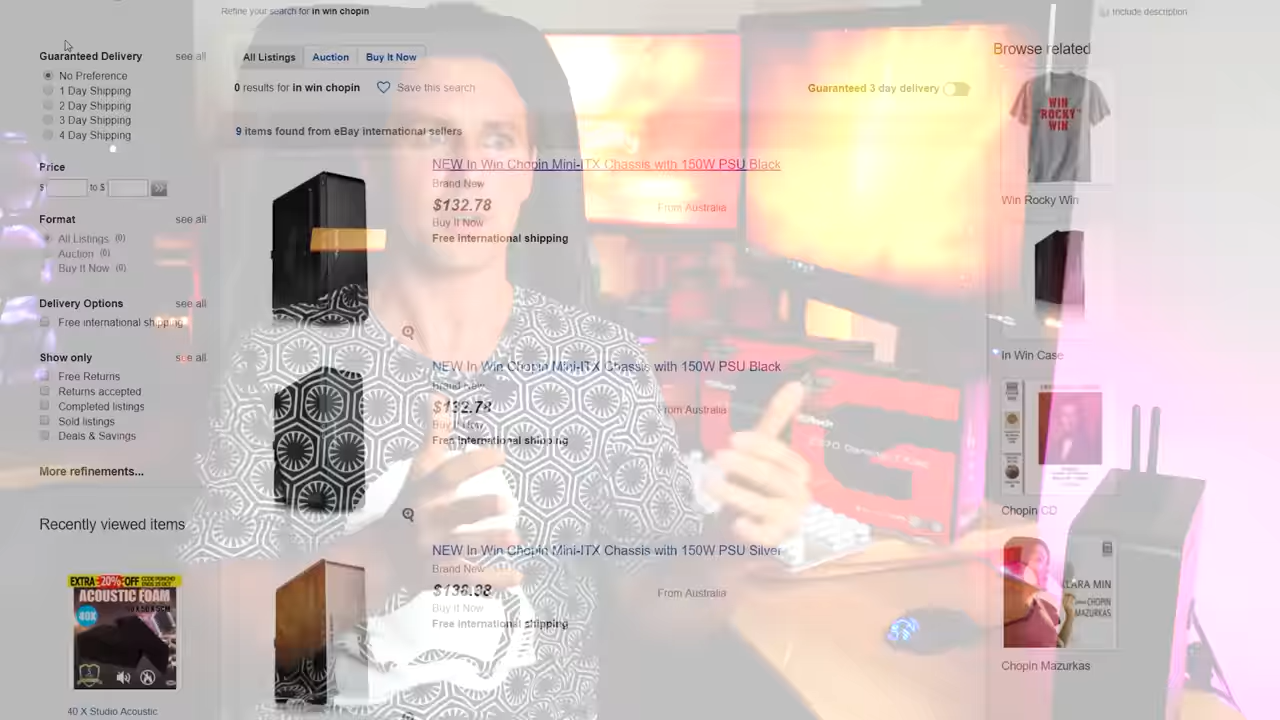 Refine your search for in win chopin
Include description
Guaranteed Delivery
see all
No Preference
1 Day Shipping
2 Day Shipping
3 Day Shipping
4 Day Shipping
Price
$ to $
Format
see all
All Listings (0)
Auction (0)
Buy It Now (0)
Delivery Options
see all
Free international shipping
Show only
see all
Free Returns
Returns accepted
Completed listings
Sold listings
Deals & Savings
More refinements...
Recently viewed items
EXTRA 20% OFF
ACOUSTIC FOAM
40X
40 X Studio Acoustic
All Listings
Auction
Buy It Now
0 results for in win chopin
Save this search
Guaranteed 3 day delivery
9 items found from eBay international sellers
NEW In Win Chopin Mini-ITX Chassis with 150W PSU Black
Brand New
$132.78
Buy It Now
Free International shipping
From Australia
NEW In Win Chopin Mini-ITX Chassis with 150W PSU Black
Brand New
$132.78
Buy It Now
Free International shipping
From Australia
NEW In Win Chopin Mini-ITX Chassis with 150W PSU Silver
Brand New
Buy It Now
Free International shipping
From Australia
Browse related
WIN
"ROCKY"
WIN
Win Rocky Win
In Win Case
Chopin CD
KLARA MIN
CHOPIN
MAZURKAS
Chopin Mazurkas